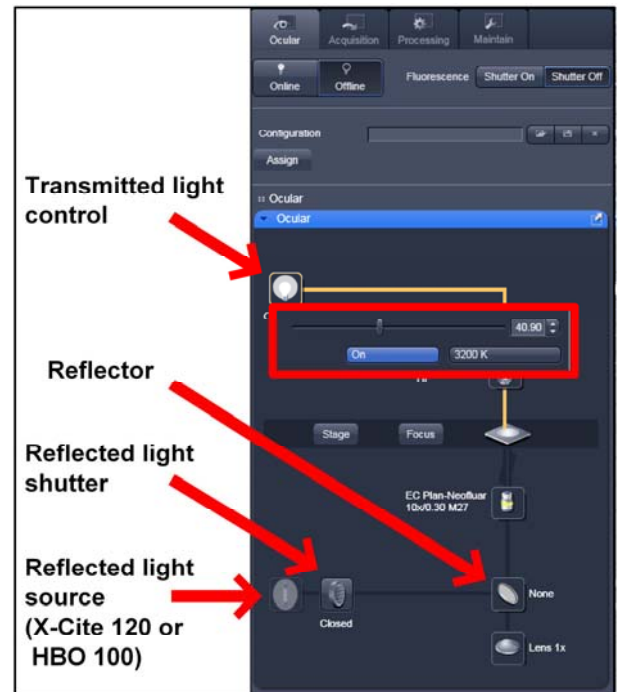 Ocular Acquisition Processing Maintain
Online Offline Fluorescence Shutter On Shutter Off
Configuration
Assign
Ocular
Ocular
Transmitted light
control
40.90
On 3200 K
Reflector
Stage Focus
Reflected light
shutter
EC Plan-Neofluar
10x/0.30 M27
Reflected light
source
(X-Cite 120 or
HBO 100)
None
Closed
Lens 1x